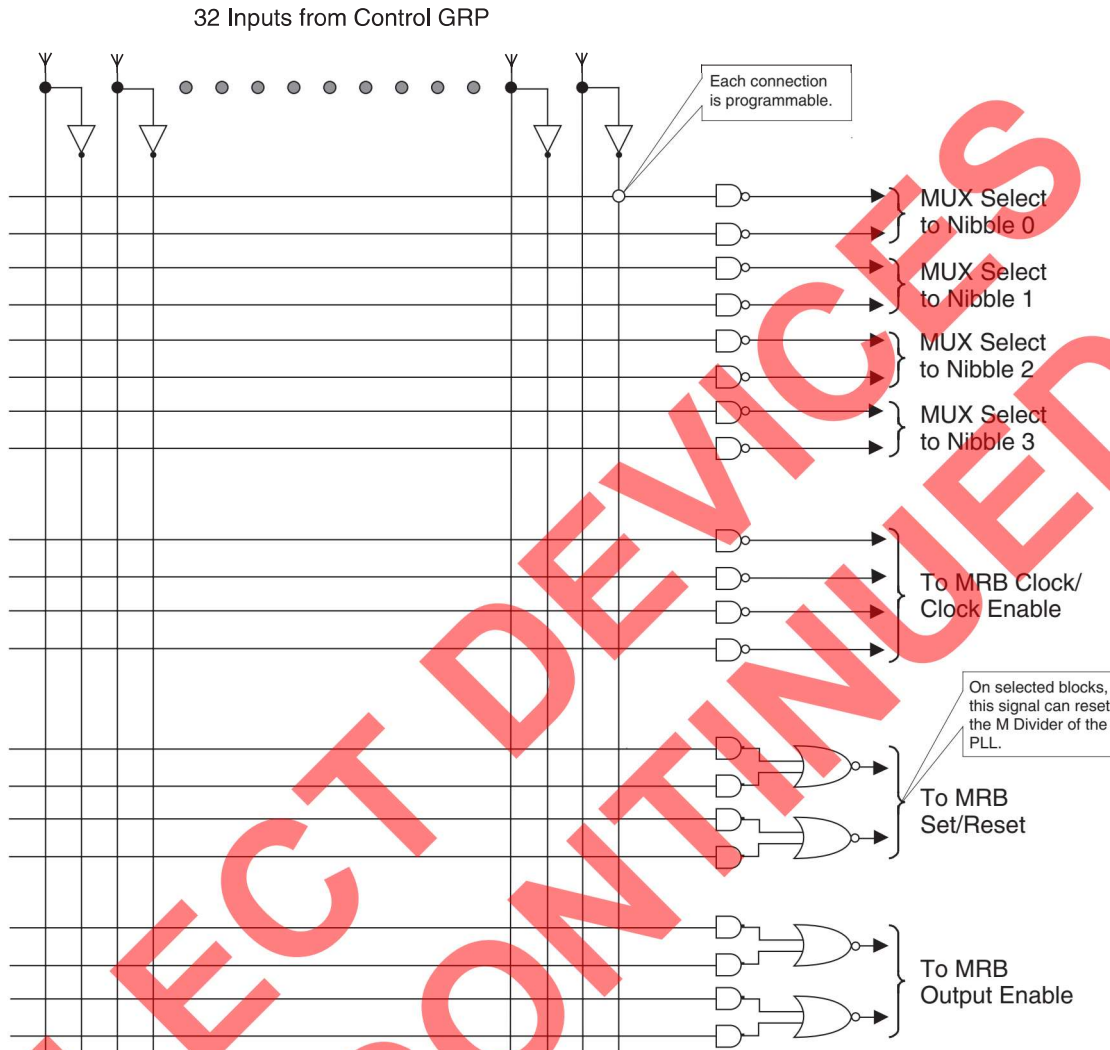 32 Inputs from Control GRP
Each connection
is programmable.
MUX Select
to Nibble 0
MUX Select
to Nibble 1
MUX Select
to Nibble 2
MUX Select
to Nibble 3
To MRB Clock/
Clock Enable
On selected blocks,
this signal can reset
the M Divider of the
PLL.
To MRB
Set/Reset
To MRB
Output Enable
ECT DEVICES
CONTINUED